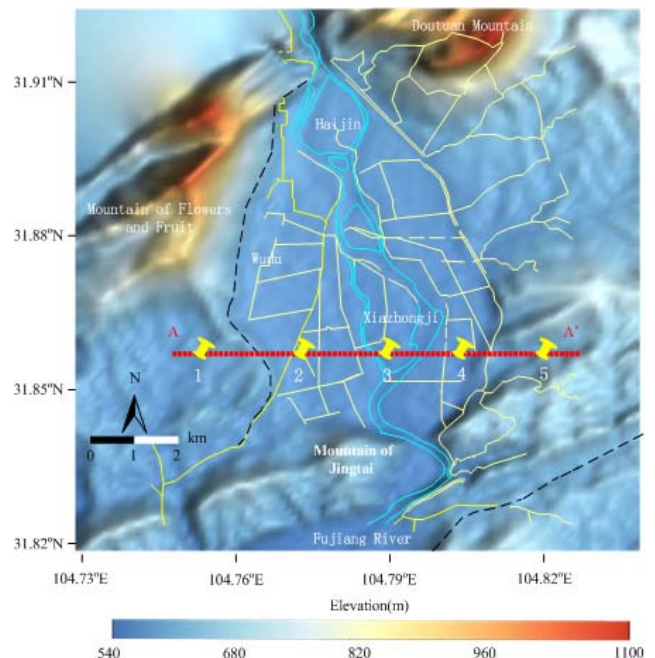 Doutuan Mountain
31.91°N
Haijin
Mountain of Flowers
and Fruit
31.88°N
Wunu
Xiazhongji
A
A'
1
2
3
4
5
31.85°N
N
km
0
1
2
Mountain of
Jingtai
31.82°N
Fujiang River
104.73°E
104.76°E
104.79°E
104.82°E
Elevation(m)
540
680
820
960
1100